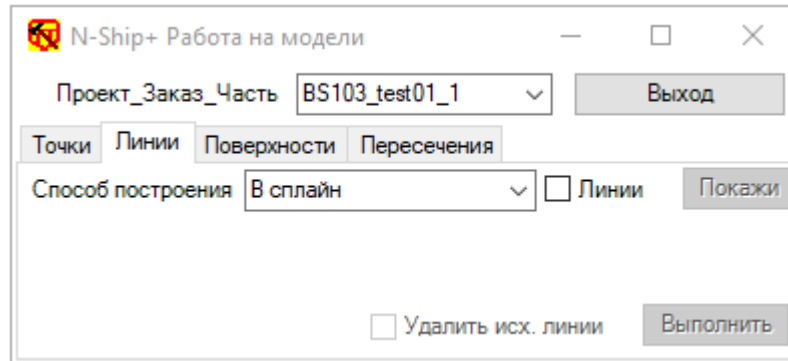 N-Ship+ Работа на модели
Проект_Заказ_Часть BS103_test01_1 Выход
Точки Линии Поверхности Пересечения
Способ построения В сплайн Линии Покажи
Удалить исх. линии Выполнить